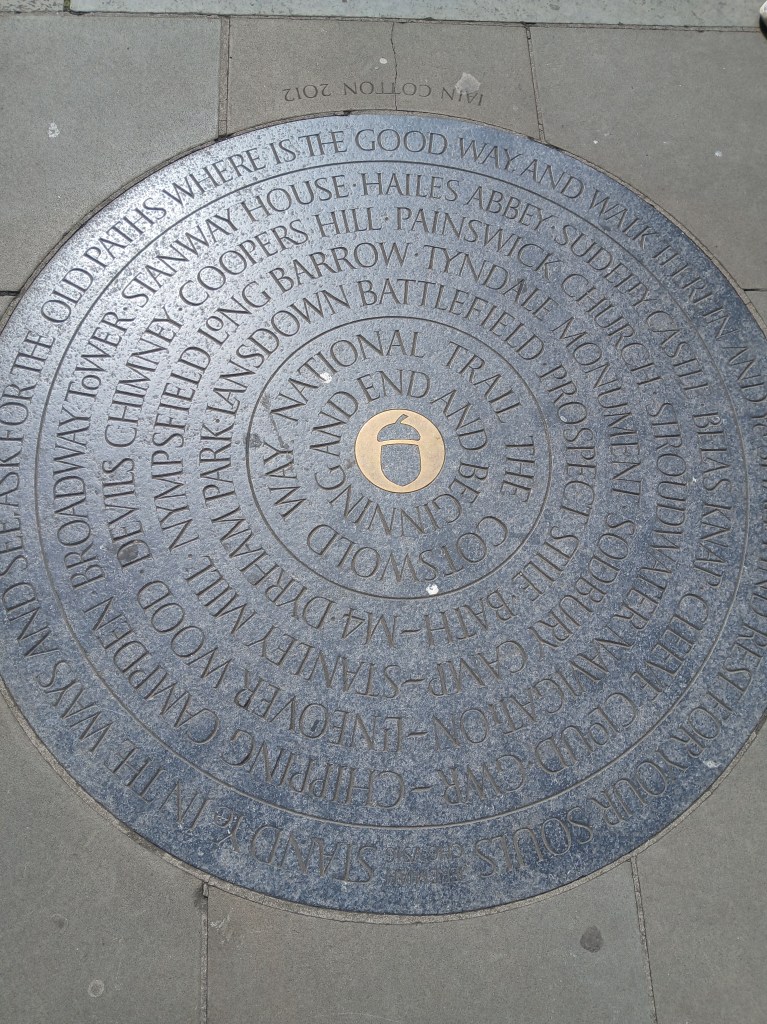 IAIN COTTON 2012
STAND YE IN THE WAYS AND SEE ASK FOR THE OLD PATHS WHERE IS THE GOOD WAY AND WALK THERE IN AND FIND REST FOR YOUR SOULS
CHIPPING CAMPDEN · BROADWAY TOWER · STANWAY HOUSE · HAILES ABBEY · SUDELEY CASTLE · BELAS KNAP · CLEEVE CLOUD · GWR ~
LINEOVER WOOD · DEVILS CHIMNEY · COOPERS HILL · PAINSWICK CHURCH · STROUDWATER NAVIGATION ~
STANLEY MILL · NYMPSFIELD LONG BARROW · TYNDALE MONUMENT · SODBURY CAMP ~
M4 · DYRHAM PARK · LANSDOWN BATTLEFIELD · PROSPECT STILE · BATH ~
THE COTSWOLD WAY NATIONAL TRAIL
BEGINNING AND END AND